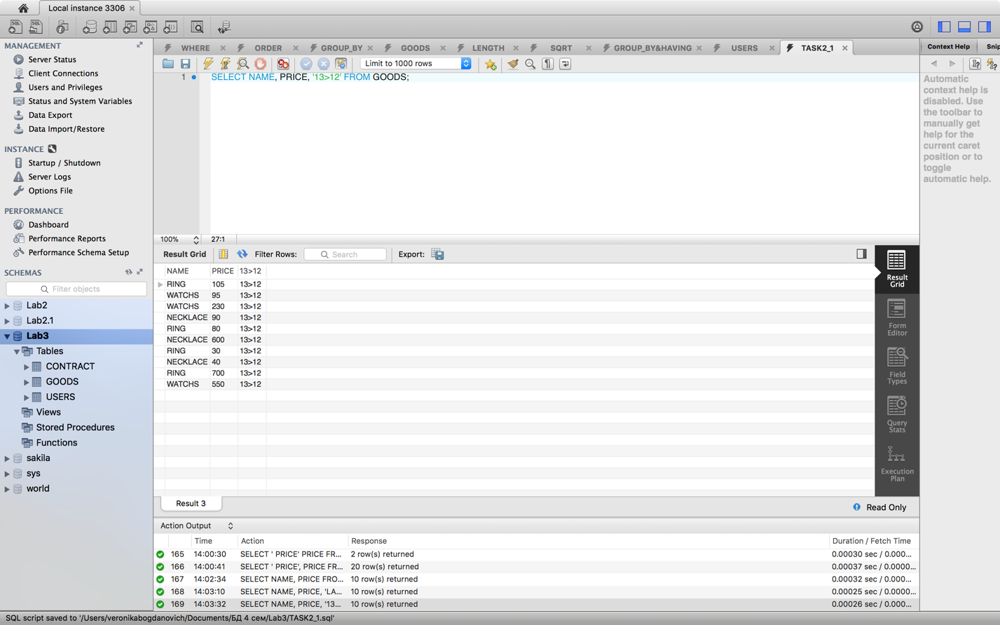 Local instance 3306
MANAGEMENT
Server Status
Client Connections
Users and Privileges
Status and System Variables
Data Export
Data Import/Restore
INSTANCE
Startup / Shutdown
Server Logs
Options File
PERFORMANCE
Dashboard
Performance Reports
Performance Schema Setup
SCHEMAS
Filter objects
Lab2
Lab2.1
Lab3
Tables
CONTRACT
GOODS
USERS
Views
Stored Procedures
Functions
sakila
sys
world
WHERE ORDER GROUP_BY GOODS LENGTH SQRT GROUP_BY&HAVING USERS TASK2_1
Limit to 1000 rows
1 SELECT NAME, PRICE, '13>12' FROM GOODS;
100% 27:1
Result Grid Filter Rows: Search Export:
NAME PRICE 13>12
RING 105 13>12
WATCHS 95 13>12
WATCHS 230 13>12
NECKLACE 90 13>12
RING 80 13>12
NECKLACE 600 13>12
RING 30 13>12
NECKLACE 40 13>12
RING 700 13>12
WATCHS 550 13>12
Result
Grid
Form
Editor
Field
Types
Query
Stats
Execution
Plan
Result 3
Read Only
Context Help Snip
Automatic
context help is
disabled. Use
the toolbar to
manually get
help for the
current caret
position or to
toggle
automatic help.
Action Output
Time Action Response Duration / Fetch Time
165 14:00:30 SELECT ' PRICE' PRICE FR... 2 row(s) returned 0.00030 sec / 0.000...
166 14:00:41 SELECT ' PRICE', PRICE FR... 20 row(s) returned 0.00037 sec / 0.0000...
167 14:02:34 SELECT NAME, PRICE FRO... 10 row(s) returned 0.00032 sec / 0.000...
168 14:03:10 SELECT NAME, PRICE, 'LA... 10 row(s) returned 0.00025 sec / 0.000...
169 14:03:32 SELECT NAME, PRICE, '13... 10 row(s) returned 0.00026 sec / 0.000...
SQL script saved to '/Users/veronikabogdanovich/Documents/БД 4 сем/Lab3/TASK2_1.sql'